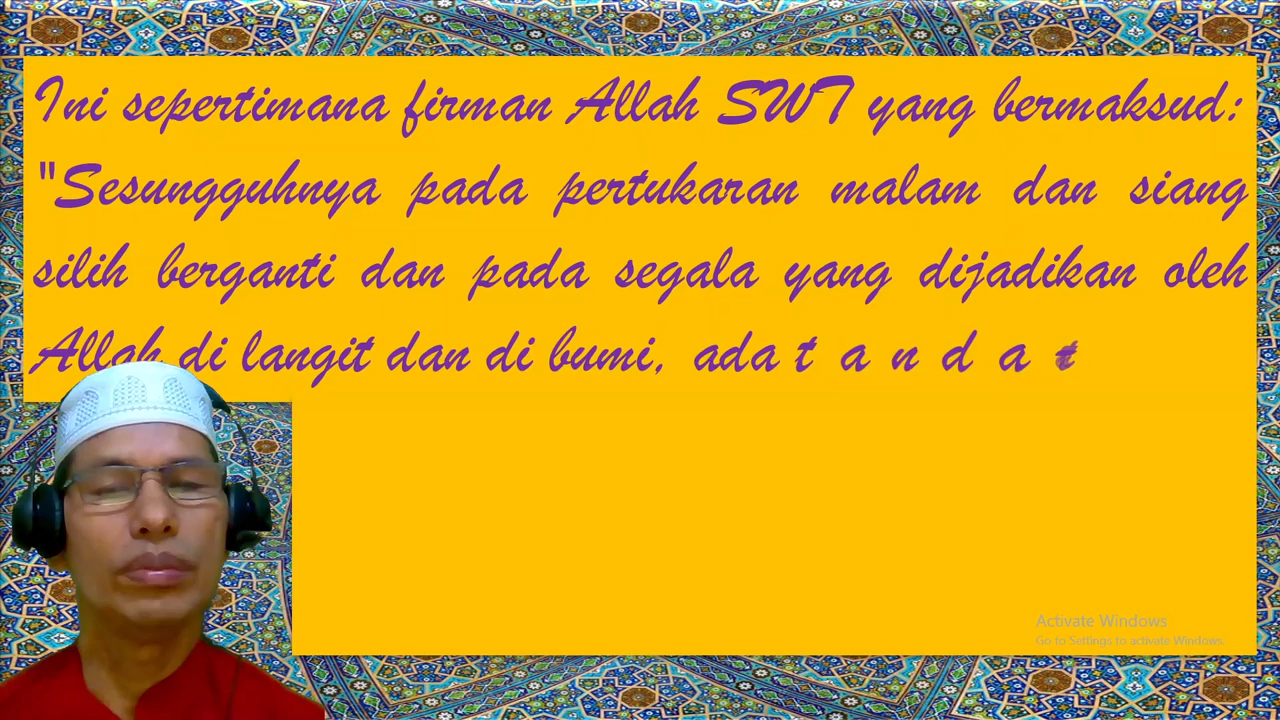 Ini sepertimana firman Allah SWT yang bermaksud:
"Sesungguhnya pada pertukaran malam dan siang
silih berganti dan pada segala yang dijadikan oleh
Allah di langit dan di bumi, ada t a n d a t
Activate Windows
Go to Settings to activate Windows.